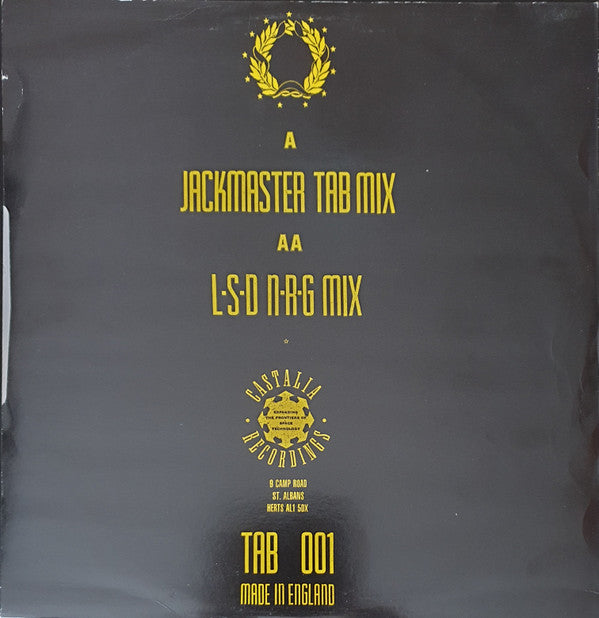 A
JACKMASTER TAB MIX
AA
L·S·D N·R·G MIX
CASTALIA
EXPANDING
THE FRONTIERS OF
SPACE
TECHNOLOGY
· RECORDINGS ·
9 CAMP ROAD
ST. ALBANS
HERTS AL1 5DX
TAB 001
MADE IN ENGLAND